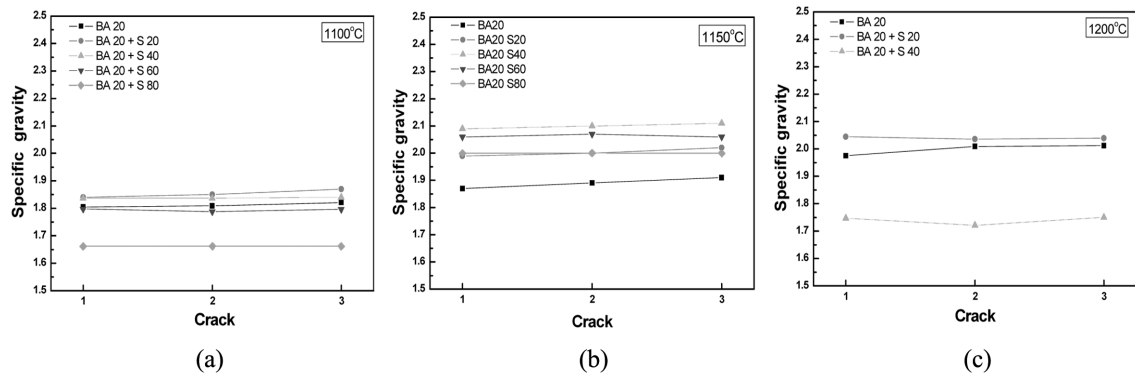 Specific gravity
2.5
2.4
2.3
2.2
2.1
2.0
1.9
1.8
1.7
1.6
1.5
BA 20
BA 20 + S 20
BA 20 + S 40
BA 20 + S 60
BA 20 + S 80
1100°C
1 2 3
Crack
(a)
Specific gravity
2.5
2.4
2.3
2.2
2.1
2.0
1.9
1.8
1.7
1.6
1.5
BA20
BA20 S20
BA20 S40
BA20 S60
BA20 S80
1150°C
1 2 3
Crack
(b)
Specific gravity
2.5
2.4
2.3
2.2
2.1
2.0
1.9
1.8
1.7
1.6
1.5
BA 20
BA 20 + S 20
BA 20 + S 40
1200°C
1 2 3
Crack
(c)